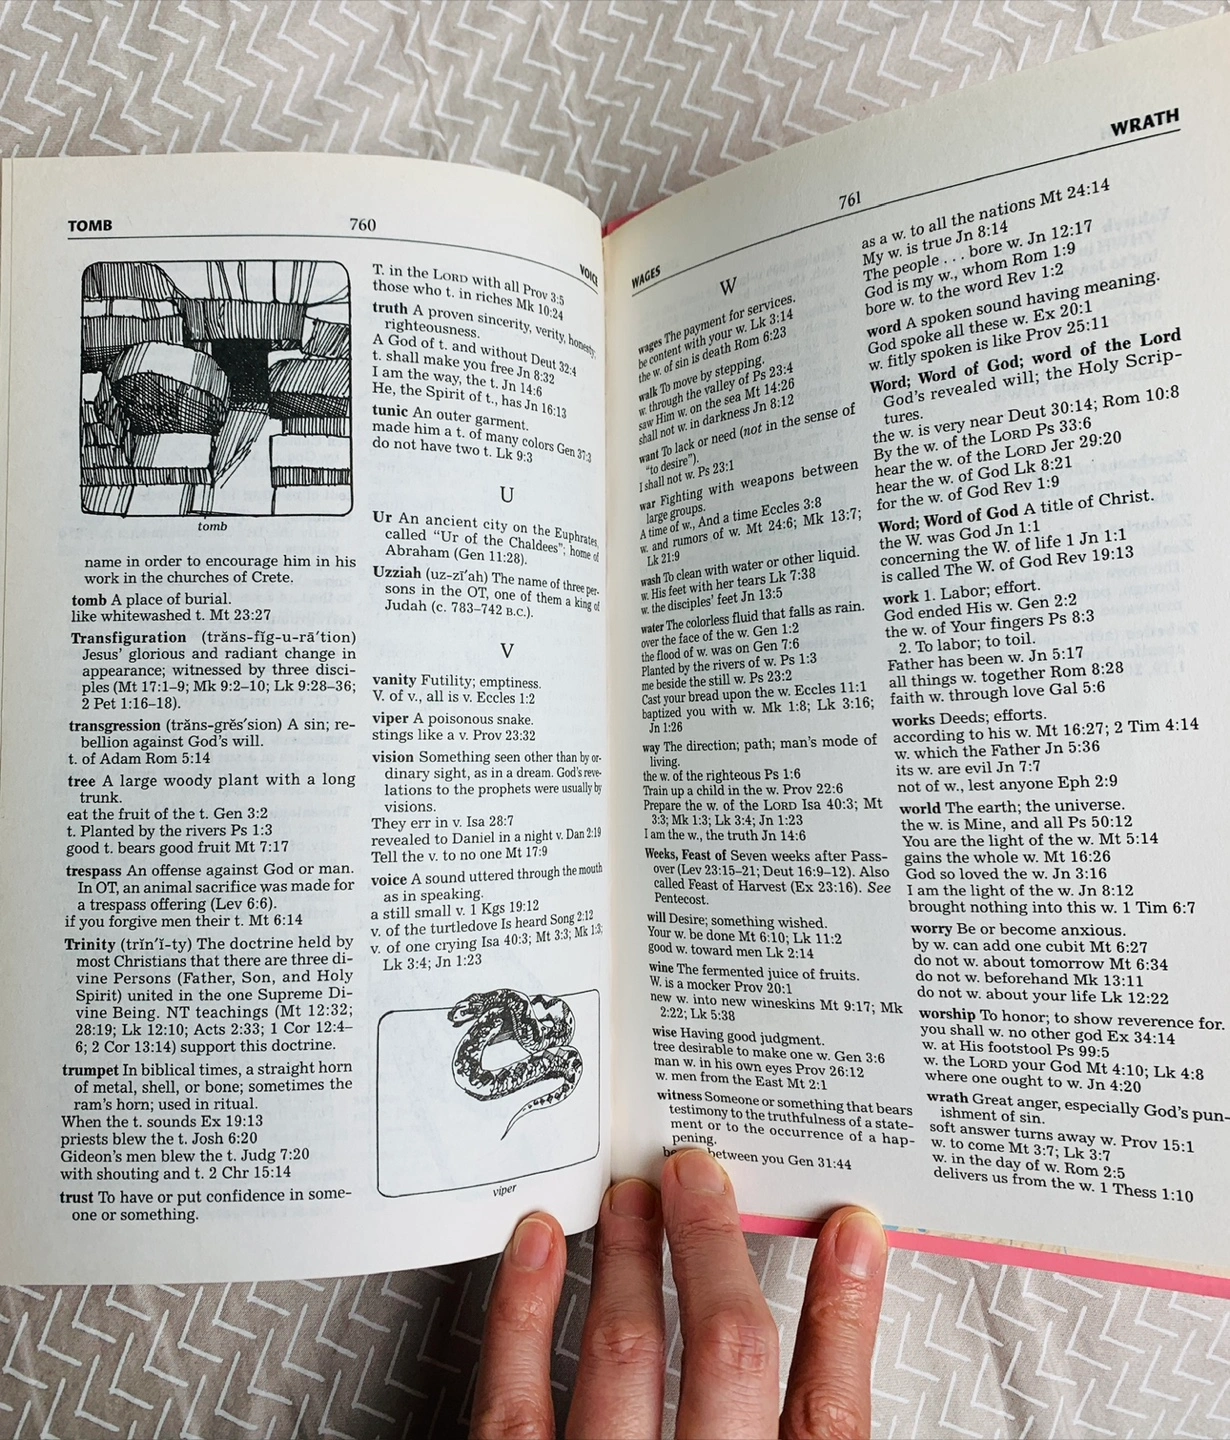 TOMB 760 VOICE
tomb
name in order to encourage him in his
work in the churches of Crete.
tomb A place of burial.
like whitewashed t. Mt 23:27
Transfiguration (trăns-fĭg-u-rā′tion)
Jesus' glorious and radiant change in
appearance; witnessed by three disci-
ples (Mt 17:1–9; Mk 9:2–10; Lk 9:28–36;
2 Pet 1:16–18).
transgression (trăns-grĕs′sion) A sin; re-
bellion against God's will.
t. of Adam Rom 5:14
tree A large woody plant with a long
trunk.
eat the fruit of the t. Gen 3:2
t. Planted by the rivers Ps 1:3
good t. bears good fruit Mt 7:17
trespass An offense against God or man.
In OT, an animal sacrifice was made for
a trespass offering (Lev 6:6).
if you forgive men their t. Mt 6:14
Trinity (trĭn′ĭ-ty) The doctrine held by
most Christians that there are three di-
vine Persons (Father, Son, and Holy
Spirit) united in the one Supreme Di-
vine Being. NT teachings (Mt 12:32;
28:19; Lk 12:10; Acts 2:33; 1 Cor 12:4–
6; 2 Cor 13:14) support this doctrine.
trumpet In biblical times, a straight horn
of metal, shell, or bone; sometimes the
ram's horn; used in ritual.
When the t. sounds Ex 19:13
priests blew the t. Josh 6:20
Gideon's men blew the t. Judg 7:20
with shouting and t. 2 Chr 15:14
trust To have or put confidence in some-
one or something.
T. in the LORD with all Prov 3:5
those who t. in riches Mk 10:24
truth A proven sincerity, verity, honesty,
righteousness.
A God of t. and without Deut 32:4
t. shall make you free Jn 8:32
I am the way, the t. Jn 14:6
He, the Spirit of t., has Jn 16:13
tunic An outer garment.
made him a t. of many colors Gen 37:3
do not have two t. Lk 9:3
U
Ur An ancient city on the Euphrates,
called "Ur of the Chaldees"; home of
Abraham (Gen 11:28).
Uzziah (uz-zī′ah) The name of three per-
sons in the OT, one of them a king of
Judah (c. 783–742 B.C.).
V
vanity Futility; emptiness.
V. of v., all is v. Eccles 1:2
viper A poisonous snake.
stings like a v. Prov 23:32
vision Something seen other than by or-
dinary sight, as in a dream. God's reve-
lations to the prophets were usually by
visions.
They err in v. Isa 28:7
revealed to Daniel in a night v. Dan 2:19
Tell the v. to no one Mt 17:9
voice A sound uttered through the mouth
as in speaking.
a still small v. 1 Kgs 19:12
v. of the turtledove Is heard Song 2:12
v. of one crying Isa 40:3; Mt 3:3; Mk 1:3;
Lk 3:4; Jn 1:23
viper
WAGES 761 WRATH
W
wages The payment for services.
be content with your w. Lk 3:14
the w. of sin is death Rom 6:23
walk To move by stepping.
w. through the valley of Ps 23:4
saw Him w. on the sea Mt 14:26
shall not w. in darkness Jn 8:12
want To lack or need (not in the sense of
"to desire").
I shall not w. Ps 23:1
war Fighting with weapons between
large groups.
A time of w., And a time Eccles 3:8
w. and rumors of w. Mt 24:6; Mk 13:7;
Lk 21:9
wash To clean with water or other liquid.
w. His feet with her tears Lk 7:38
w. the disciples' feet Jn 13:5
water The colorless fluid that falls as rain.
over the face of the w. Gen 1:2
the flood of w. was on Gen 7:6
Planted by the rivers of w. Ps 1:3
me beside the still w. Ps 23:2
Cast your bread upon the w. Eccles 11:1
baptized you with w. Mk 1:8; Lk 3:16;
Jn 1:26
way The direction; path; man's mode of
living.
the w. of the righteous Ps 1:6
Train up a child in the w. Prov 22:6
Prepare the w. of the LORD Isa 40:3; Mt
3:3; Mk 1:3; Lk 3:4; Jn 1:23
I am the w., the truth Jn 14:6
Weeks, Feast of Seven weeks after Pass-
over (Lev 23:15–21; Deut 16:9–12). Also
called Feast of Harvest (Ex 23:16). See
Pentecost.
will Desire; something wished.
Your w. be done Mt 6:10; Lk 11:2
good w. toward men Lk 2:14
wine The fermented juice of fruits.
W. is a mocker Prov 20:1
new w. into new wineskins Mt 9:17; Mk
2:22; Lk 5:38
wise Having good judgment.
tree desirable to make one w. Gen 3:6
man w. in his own eyes Prov 26:12
w. men from the East Mt 2:1
witness Someone or something that bears
testimony to the truthfulness of a state-
ment or to the occurrence of a hap-
pening.
between you Gen 31:44
as a w. to all the nations Mt 24:14
My w. is true Jn 8:14
The people . . . bore w. Jn 12:17
God is my w., whom Rom 1:9
bore w. to the word Rev 1:2
word A spoken sound having meaning.
God spoke all these w. Ex 20:1
w. fitly spoken is like Prov 25:11
Word; Word of God; word of the Lord
God's revealed will; the Holy Scrip-
tures.
the w. is very near Deut 30:14; Rom 10:8
By the w. of the LORD Ps 33:6
hear the w. of the LORD Jer 29:20
hear the w. of God Lk 8:21
for the w. of God Rev 1:9
Word; Word of God A title of Christ.
the W. was God Jn 1:1
concerning the W. of life 1 Jn 1:1
is called The W. of God Rev 19:13
work 1. Labor; effort.
God ended His w. Gen 2:2
the w. of Your fingers Ps 8:3
2. To labor; to toil.
Father has been w. Jn 5:17
all things w. together Rom 8:28
faith w. through love Gal 5:6
works Deeds; efforts.
according to his w. Mt 16:27; 2 Tim 4:14
w. which the Father Jn 5:36
its w. are evil Jn 7:7
not of w., lest anyone Eph 2:9
world The earth; the universe.
the w. is Mine, and all Ps 50:12
You are the light of the w. Mt 5:14
gains the whole w. Mt 16:26
God so loved the w. Jn 3:16
I am the light of the w. Jn 8:12
brought nothing into this w. 1 Tim 6:7
worry Be or become anxious.
by w. can add one cubit Mt 6:27
do not w. about tomorrow Mt 6:34
do not w. beforehand Mk 13:11
do not w. about your life Lk 12:22
worship To honor; to show reverence for.
you shall w. no other god Ex 34:14
w. at His footstool Ps 99:5
w. the LORD your God Mt 4:10; Lk 4:8
where one ought to w. Jn 4:20
wrath Great anger, especially God's pun-
ishment of sin.
soft answer turns away w. Prov 15:1
w. to come Mt 3:7; Lk 3:7
w. in the day of w. Rom 2:5
delivers us from the w. 1 Thess 1:10